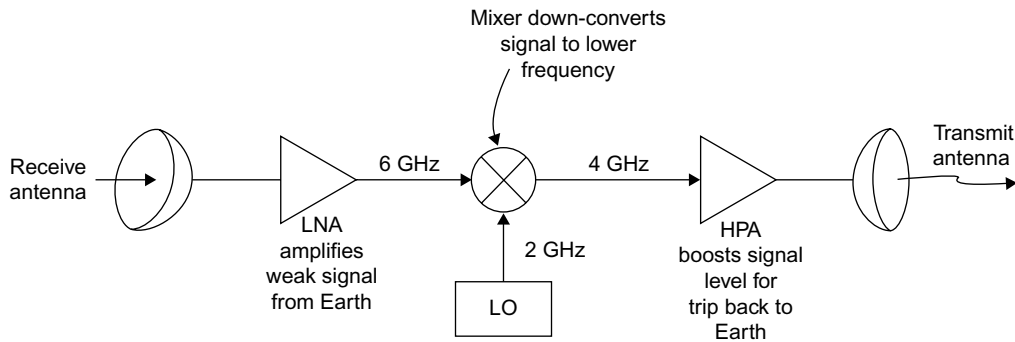 Mixer down-converts
signal to lower
frequency
Receive
antenna
6 GHz
4 GHz
Transmit
antenna
LNA
amplifies
weak signal
from Earth
2 GHz
LO
HPA
boosts signal
level for
trip back to
Earth